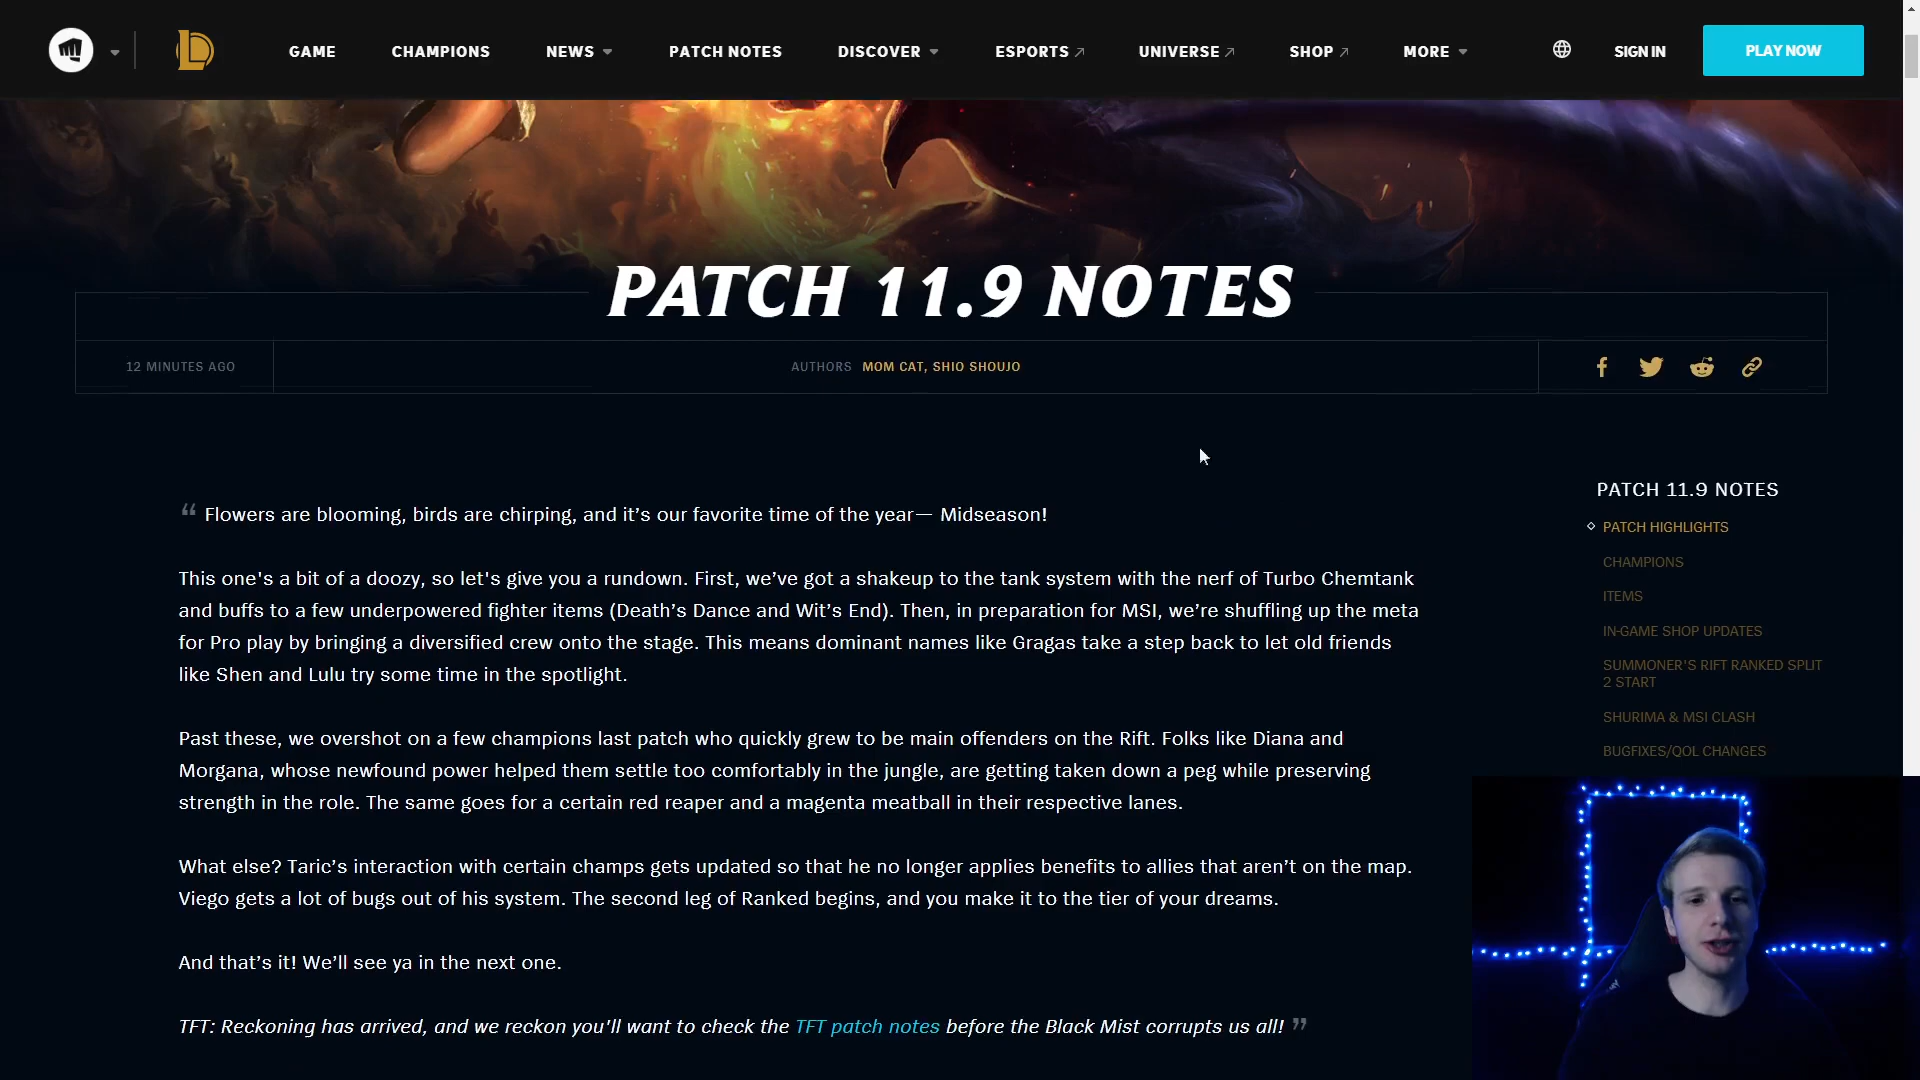 GAME CHAMPIONS NEWS PATCH NOTES DISCOVER ESPORTS UNIVERSE SHOP MORE SIGN IN PLAY NOW
PATCH 11.9 NOTES
12 MINUTES AGO AUTHORS MOM CAT, SHIO SHOUJO
“ Flowers are blooming, birds are chirping, and it’s our favorite time of the year— Midseason!
This one's a bit of a doozy, so let's give you a rundown. First, we’ve got a shakeup to the tank system with the nerf of Turbo Chemtank
and buffs to a few underpowered fighter items (Death’s Dance and Wit’s End). Then, in preparation for MSI, we’re shuffling up the meta
for Pro play by bringing a diversified crew onto the stage. This means dominant names like Gragas take a step back to let old friends
like Shen and Lulu try some time in the spotlight.
Past these, we overshot on a few champions last patch who quickly grew to be main offenders on the Rift. Folks like Diana and
Morgana, whose newfound power helped them settle too comfortably in the jungle, are getting taken down a peg while preserving
strength in the role. The same goes for a certain red reaper and a magenta meatball in their respective lanes.
What else? Taric’s interaction with certain champs gets updated so that he no longer applies benefits to allies that aren’t on the map.
Viego gets a lot of bugs out of his system. The second leg of Ranked begins, and you make it to the tier of your dreams.
And that’s it! We’ll see ya in the next one.
TFT: Reckoning has arrived, and we reckon you'll want to check the TFT patch notes before the Black Mist corrupts us all! ”
PATCH 11.9 NOTES
PATCH HIGHLIGHTS
CHAMPIONS
ITEMS
IN-GAME SHOP UPDATES
SUMMONER'S RIFT RANKED SPLIT
2 START
SHURIMA & MSI CLASH
BUGFIXES/QOL CHANGES